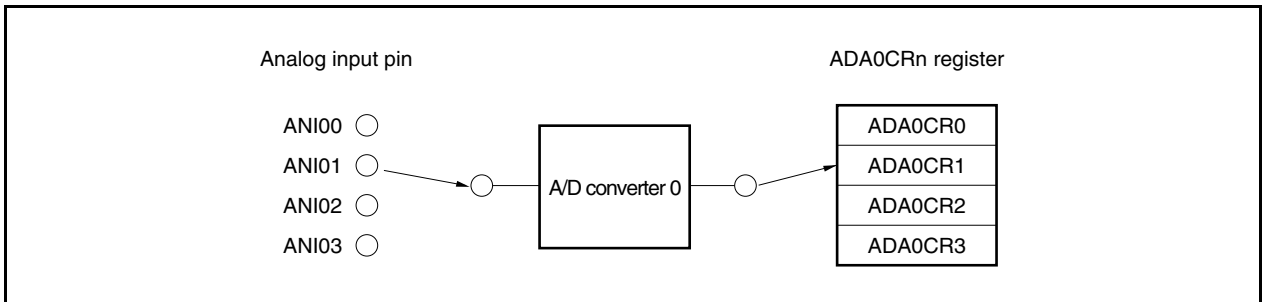 Analog input pin
ADA0CRn register
ANI00
ADA0CR0
ANI01
ADA0CR1
A/D converter 0
ANI02
ADA0CR2
ANI03
ADA0CR3